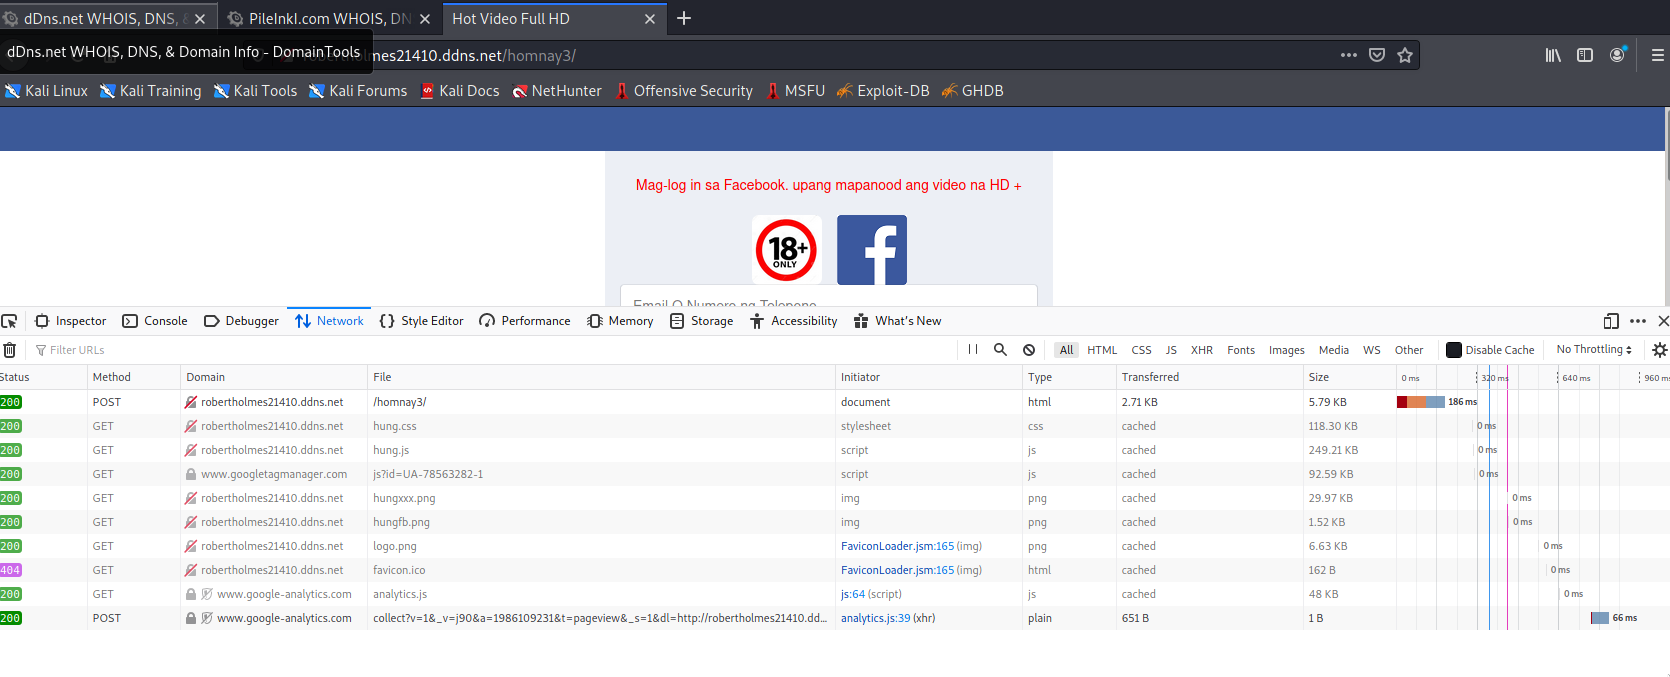 dDns.net WHOIS, DNS, &
PileInkI.com WHOIS, DN
Hot Video Full HD
dDns.net WHOIS, DNS, & Domain Info - DomainTools
mes21410.ddns.net/homnay3/
Kali Linux Kali Training Kali Tools Kali Forums Kali Docs NetHunter Offensive Security MSFU Exploit-DB GHDB
Mag-log in sa Facebook. upang mapanood ang video na HD +
18+
ONLY
f
Email O Numero ng Telepono
Inspector Console Debugger Network Style Editor Performance Memory Storage Accessibility What's New
Filter URLs All HTML CSS JS XHR Fonts Images Media WS Other Disable Cache No Throttling
Status Method Domain File Initiator Type Transferred Size 0 ms 320 ms 640 ms 960 ms
200 POST robertholmes21410.ddns.net /homnay3/ document html 2.71 KB 5.79 KB 186 ms
200 GET robertholmes21410.ddns.net hung.css stylesheet css cached 118.30 KB 0 ms
200 GET robertholmes21410.ddns.net hung.js script js cached 249.21 KB 0 ms
200 GET www.googletagmanager.com js?id=UA-78563282-1 script js cached 92.59 KB 0 ms
200 GET robertholmes21410.ddns.net hungxxx.png img png cached 29.97 KB 0 ms
200 GET robertholmes21410.ddns.net hungfb.png img png cached 1.52 KB 0 ms
200 GET robertholmes21410.ddns.net logo.png FaviconLoader.jsm:165 (img) png cached 6.63 KB 0 ms
404 GET robertholmes21410.ddns.net favicon.ico FaviconLoader.jsm:165 (img) html cached 162 B 0 ms
200 GET www.google-analytics.com analytics.js js:64 (script) js cached 48 KB 0 ms
200 POST www.google-analytics.com collect?v=1&_v=j90&a=1986109231&t=pageview&_s=1&dl=http://robertholmes21410.dd... analytics.js:39 (xhr) plain 651 B 1 B 66 ms